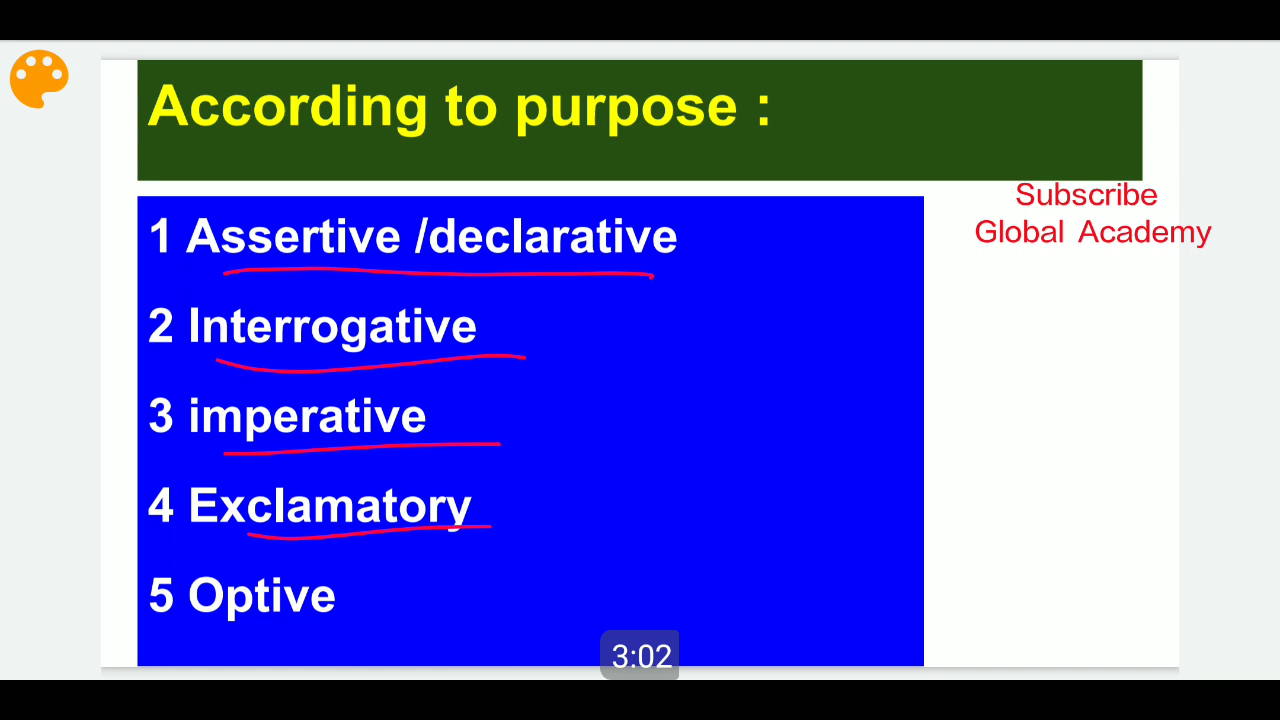 According to purpose :
Subscribe
Global Academy
1 Assertive /declarative
2 Interrogative
3 imperative
4 Exclamatory
5 Optive
3:02